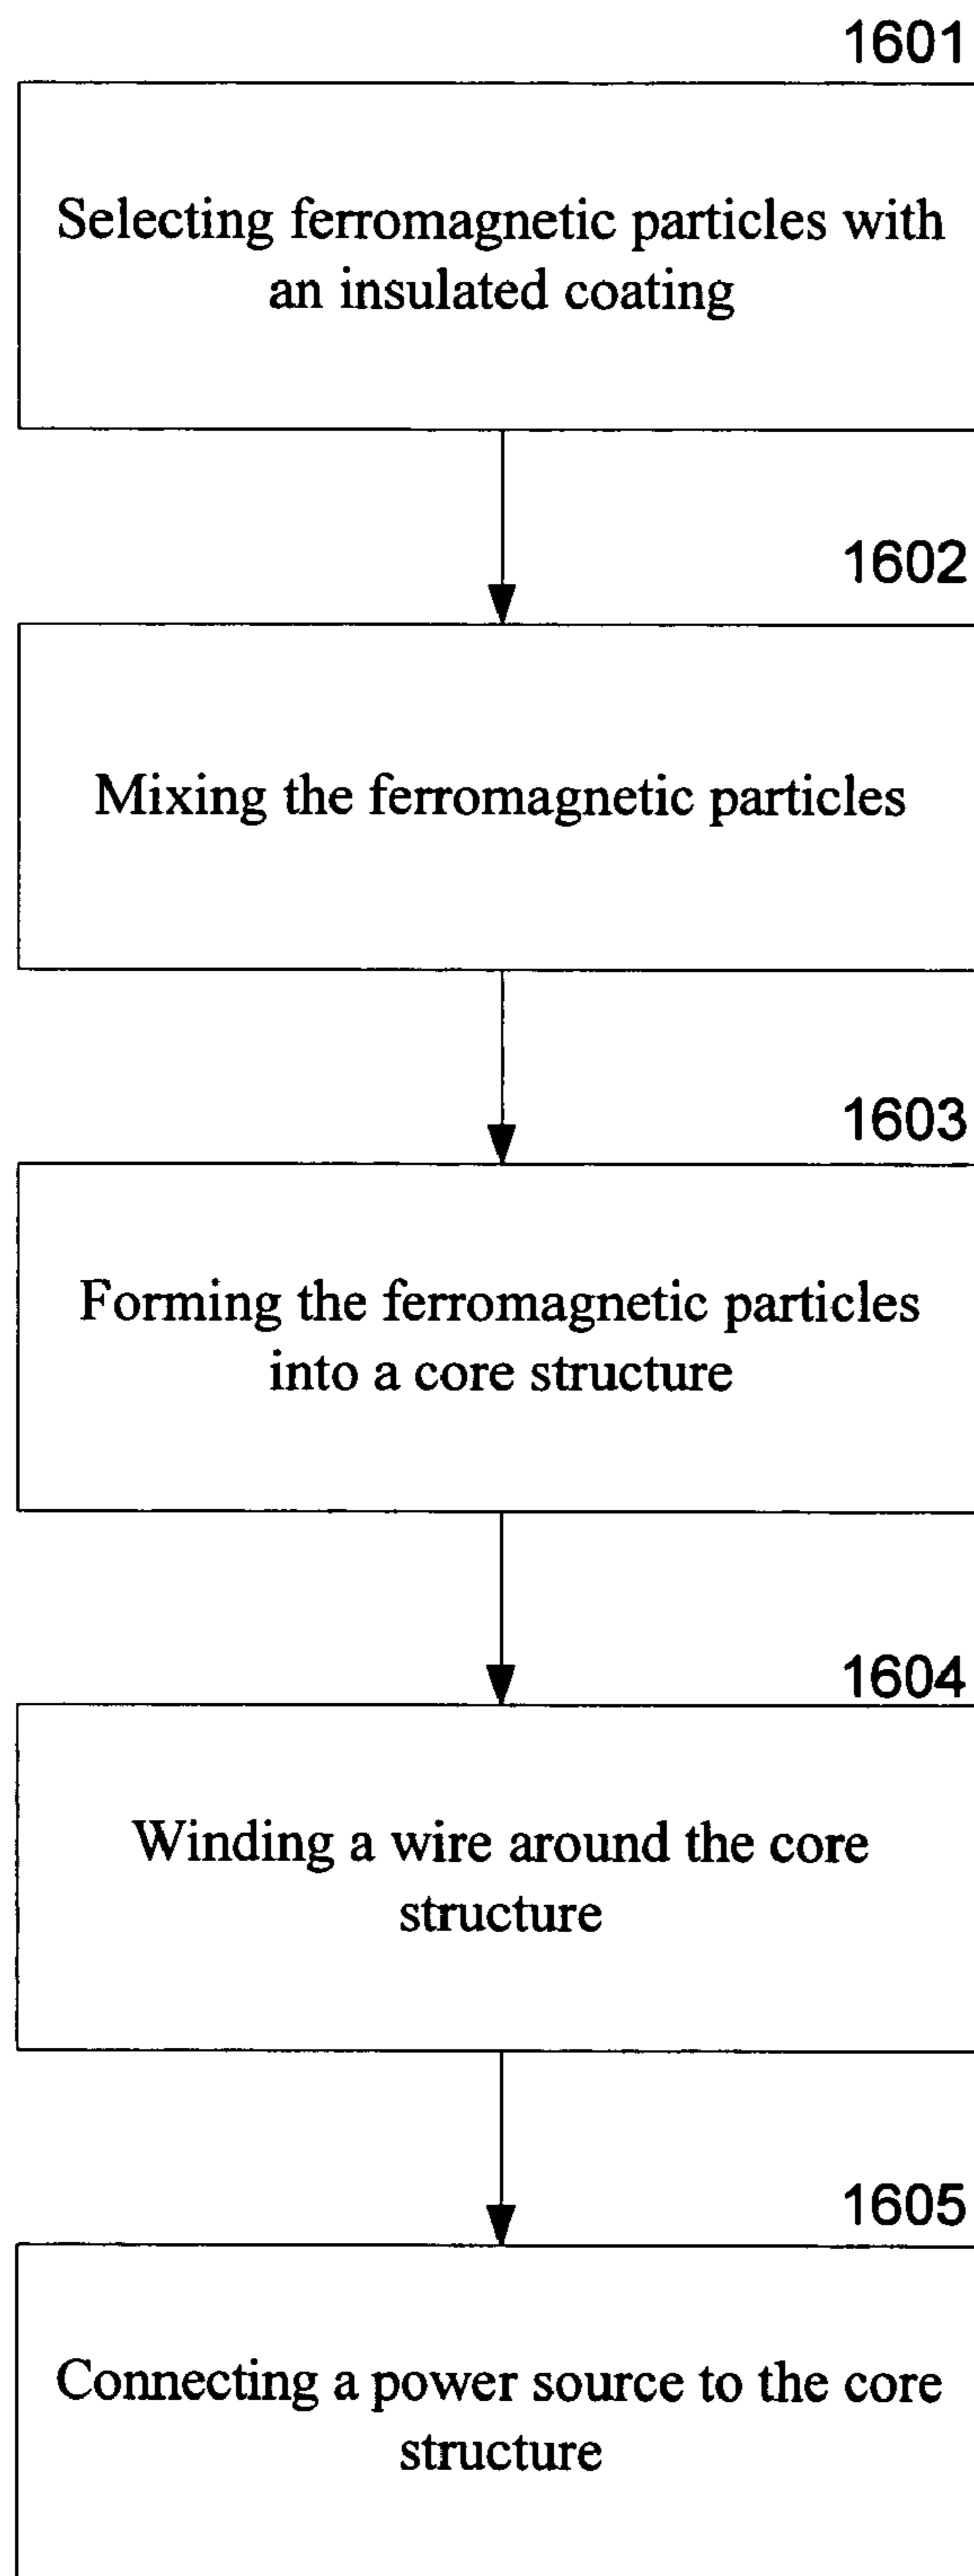 1601
Selecting ferromagnetic particles with
an insulated coating
1602
Mixing the ferromagnetic particles
1603
Forming the ferromagnetic particles
into a core structure
1604
Winding a wire around the core
structure
1605
Connecting a power source to the core
structure